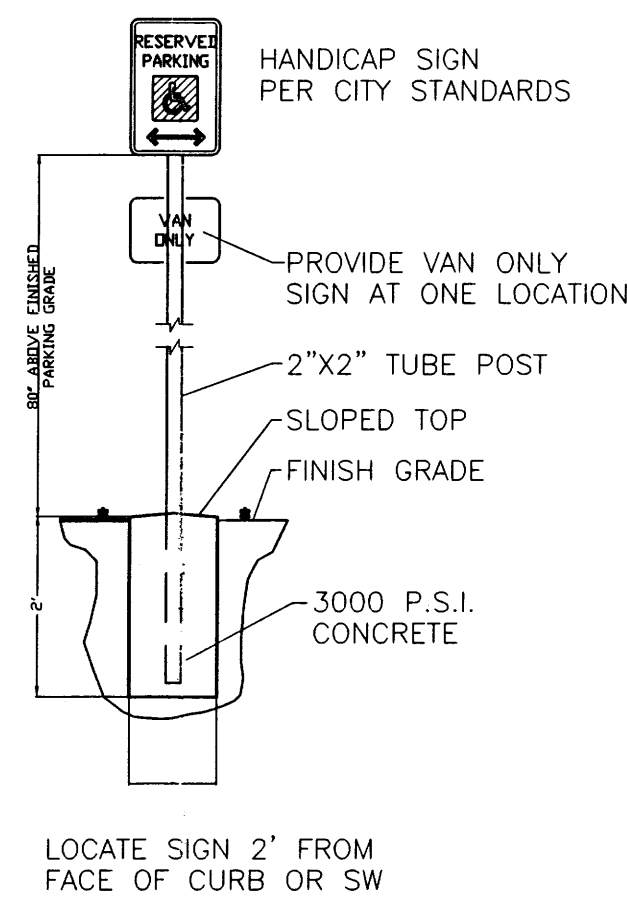 RESERVED
PARKING
HANDICAP SIGN
PER CITY STANDARDS
VAN
ONLY
PROVIDE VAN ONLY
SIGN AT ONE LOCATION
80" ABOVE FINISHED
PARKING GRADE
2"X2" TUBE POST
SLOPED TOP
FINISH GRADE
2'
3000 P.S.I.
CONCRETE
LOCATE SIGN 2' FROM
FACE OF CURB OR SW